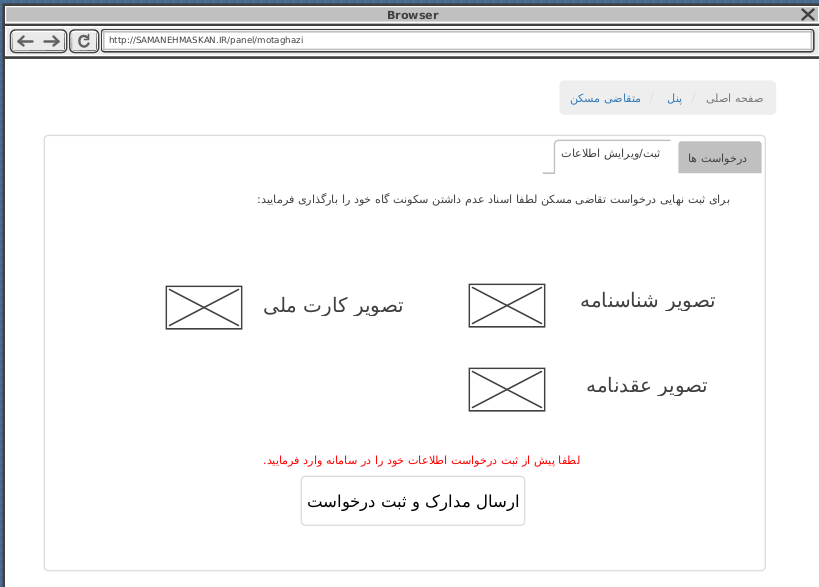 Browser
http://SAMANEHMASKAN.IR/panel/motaghazi
صفحه اصلی / پنل / متقاضی مسکن
درخواست ها
ثبت/ویرایش اطلاعات
برای ثبت نهایی درخواست تقاضی مسکن لطفا اسناد عدم داشتن سکونت گاه خود را بارگذاری فرمایید:
تصویر شناسنامه
تصویر کارت ملی
تصویر عقدنامه
لطفا پیش از ثبت درخواست اطلاعات خود را در سامانه وارد فرمایید.
ارسال مدارک و ثبت درخواست